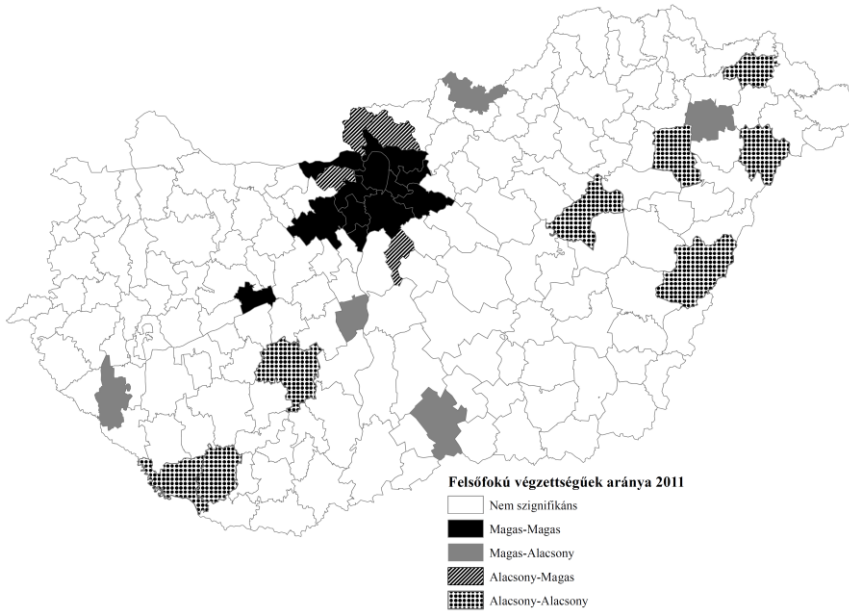 Felsőfokú végzettségűek aránya 2011
Nem szignifikáns
Magas-Magas
Magas-Alacsony
Alacsony-Magas
Alacsony-Alacsony